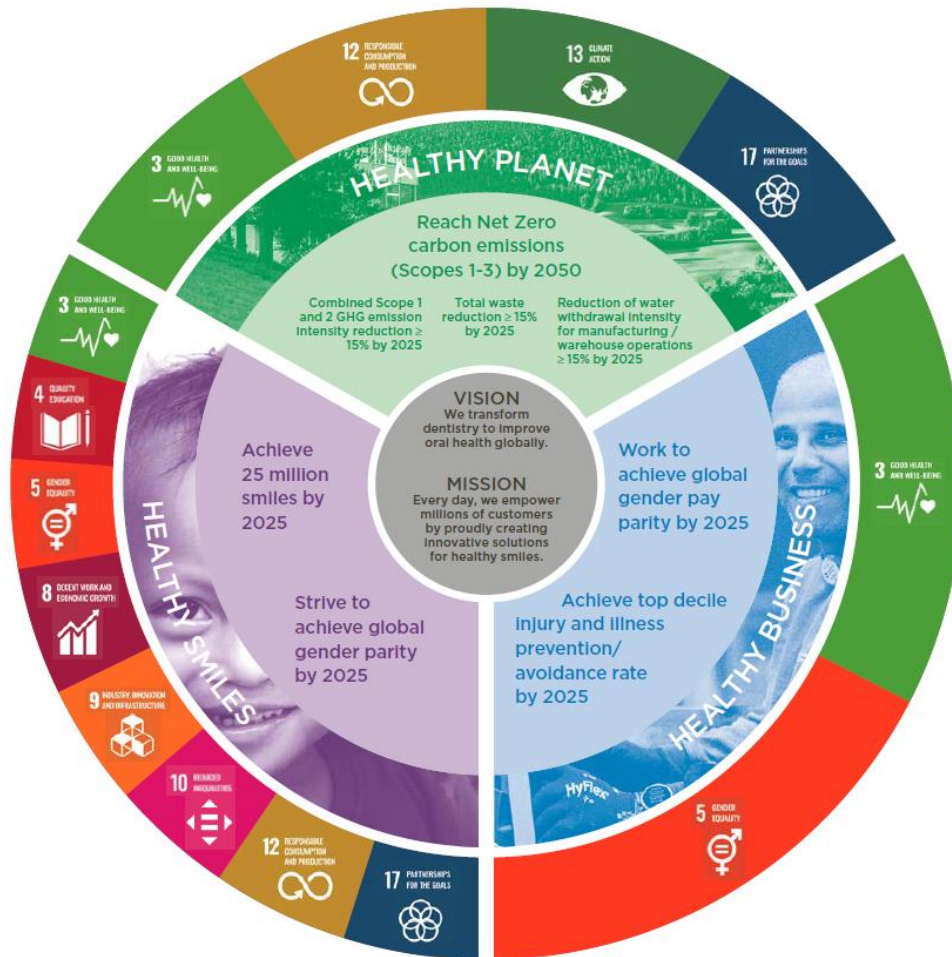 12 RESPONSIBLE
CONSUMPTION
AND PRODUCTION
13 CLIMATE
ACTION
3 GOOD HEALTH
AND WELL-BEING
17 PARTNERSHIPS
FOR THE GOALS
HEALTHY PLANET
Reach Net Zero
carbon emissions
(Scopes 1-3) by 2050
Combined Scope 1
and 2 GHG emission
intensity reduction ≥
15% by 2025
Total waste
reduction ≥ 15%
by 2025
Reduction of water
withdrawal intensity
for manufacturing /
warehouse operations
≥ 15% by 2025
VISION
We transform
dentistry to improve
oral health globally.
MISSION
Every day, we empower
millions of customers
by proudly creating
innovative solutions
for healthy smiles.
3 GOOD HEALTH
AND WELL-BEING
4 QUALITY
EDUCATION
5 GENDER
EQUALITY
8 DECENT WORK AND
ECONOMIC GROWTH
9 INDUSTRY, INNOVATION
AND INFRASTRUCTURE
10 REDUCED
INEQUALITIES
12 RESPONSIBLE
CONSUMPTION
AND PRODUCTION
17 PARTNERSHIPS
FOR THE GOALS
HEALTHY SMILES
Achieve
25 million
smiles by
2025
Strive to
achieve global
gender parity
by 2025
Work to
achieve global
gender pay
parity by 2025
Achieve top decile
injury and illness
prevention/
avoidance rate
by 2025
HEALTHY BUSINESS
HyFlex
3 GOOD HEALTH
AND WELL-BEING
5 GENDER
EQUALITY